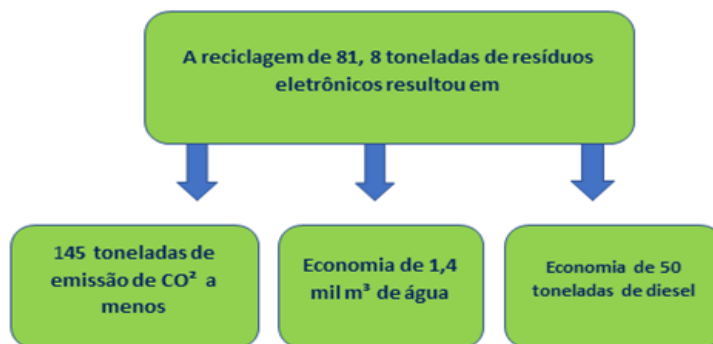 A reciclagem de 81, 8 toneladas de resíduos
eletrônicos resultou em
145 toneladas de
emissão de CO² a
menos
Economia de 1,4
mil m³ de água
Economia de 50
toneladas de diesel